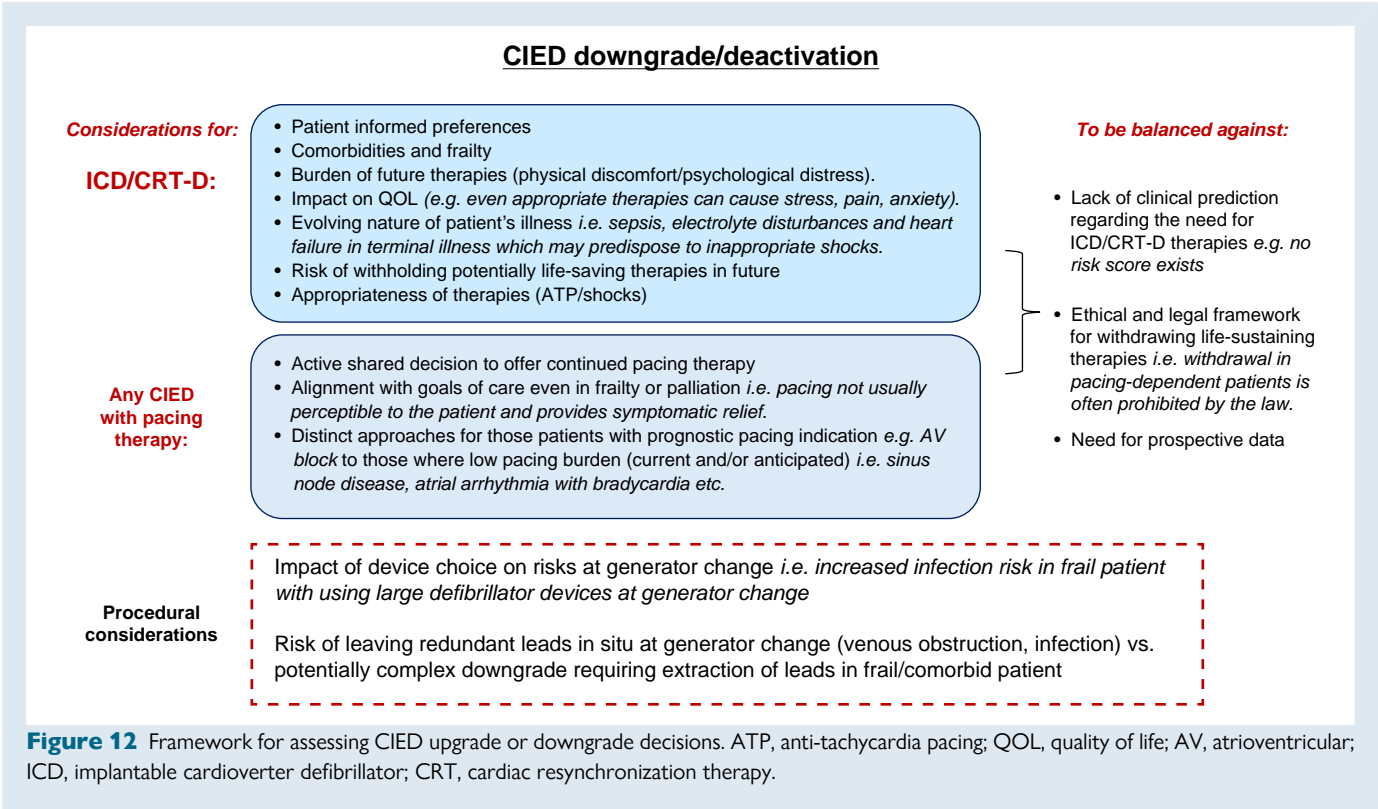 CIED downgrade/deactivation
Considerations for:
ICD/CRT-D:
• Patient informed preferences
• Comorbidities and frailty
• Burden of future therapies (physical discomfort/psychological distress).
• Impact on QOL (e.g. even appropriate therapies can cause stress, pain, anxiety).
• Evolving nature of patient's illness i.e. sepsis, electrolyte disturbances and heart
failure in terminal illness which may predispose to inappropriate shocks.
• Risk of withholding potentially life-saving therapies in future
• Appropriateness of therapies (ATP/shocks)
Any CIED
with pacing
therapy:
• Active shared decision to offer continued pacing therapy
• Alignment with goals of care even in frailty or palliation i.e. pacing not usually
perceptible to the patient and provides symptomatic relief.
• Distinct approaches for those patients with prognostic pacing indication e.g. AV
block to those where low pacing burden (current and/or anticipated) i.e. sinus
node disease, atrial arrhythmia with bradycardia etc.
To be balanced against:
• Lack of clinical prediction
regarding the need for
ICD/CRT-D therapies e.g. no
risk score exists
• Ethical and legal framework
for withdrawing life-sustaining
therapies i.e. withdrawal in
pacing-dependent patients is
often prohibited by the law.
• Need for prospective data
Procedural
considerations
Impact of device choice on risks at generator change i.e. increased infection risk in frail patient
with using large defibrillator devices at generator change
Risk of leaving redundant leads in situ at generator change (venous obstruction, infection) vs.
potentially complex downgrade requiring extraction of leads in frail/comorbid patient
Figure 12 Framework for assessing CIED upgrade or downgrade decisions. ATP, anti-tachycardia pacing; QOL, quality of life; AV, atrioventricular;
ICD, implantable cardioverter defibrillator; CRT, cardiac resynchronization therapy.